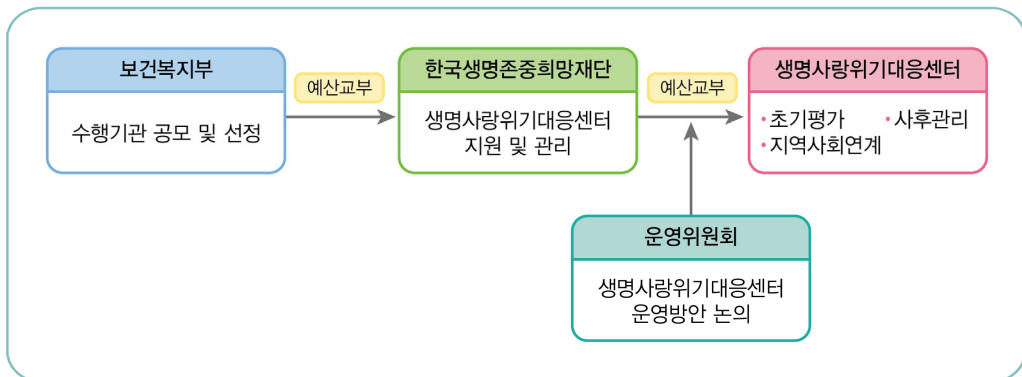 보건복지부
수행기관 공모 및 선정
예산교부
한국생명존중희망재단
생명사랑위기대응센터
지원 및 관리
예산교부
생명사랑위기대응센터
•초기평가 •사후관리
•지역사회연계
운영위원회
생명사랑위기대응센터
운영방안 논의